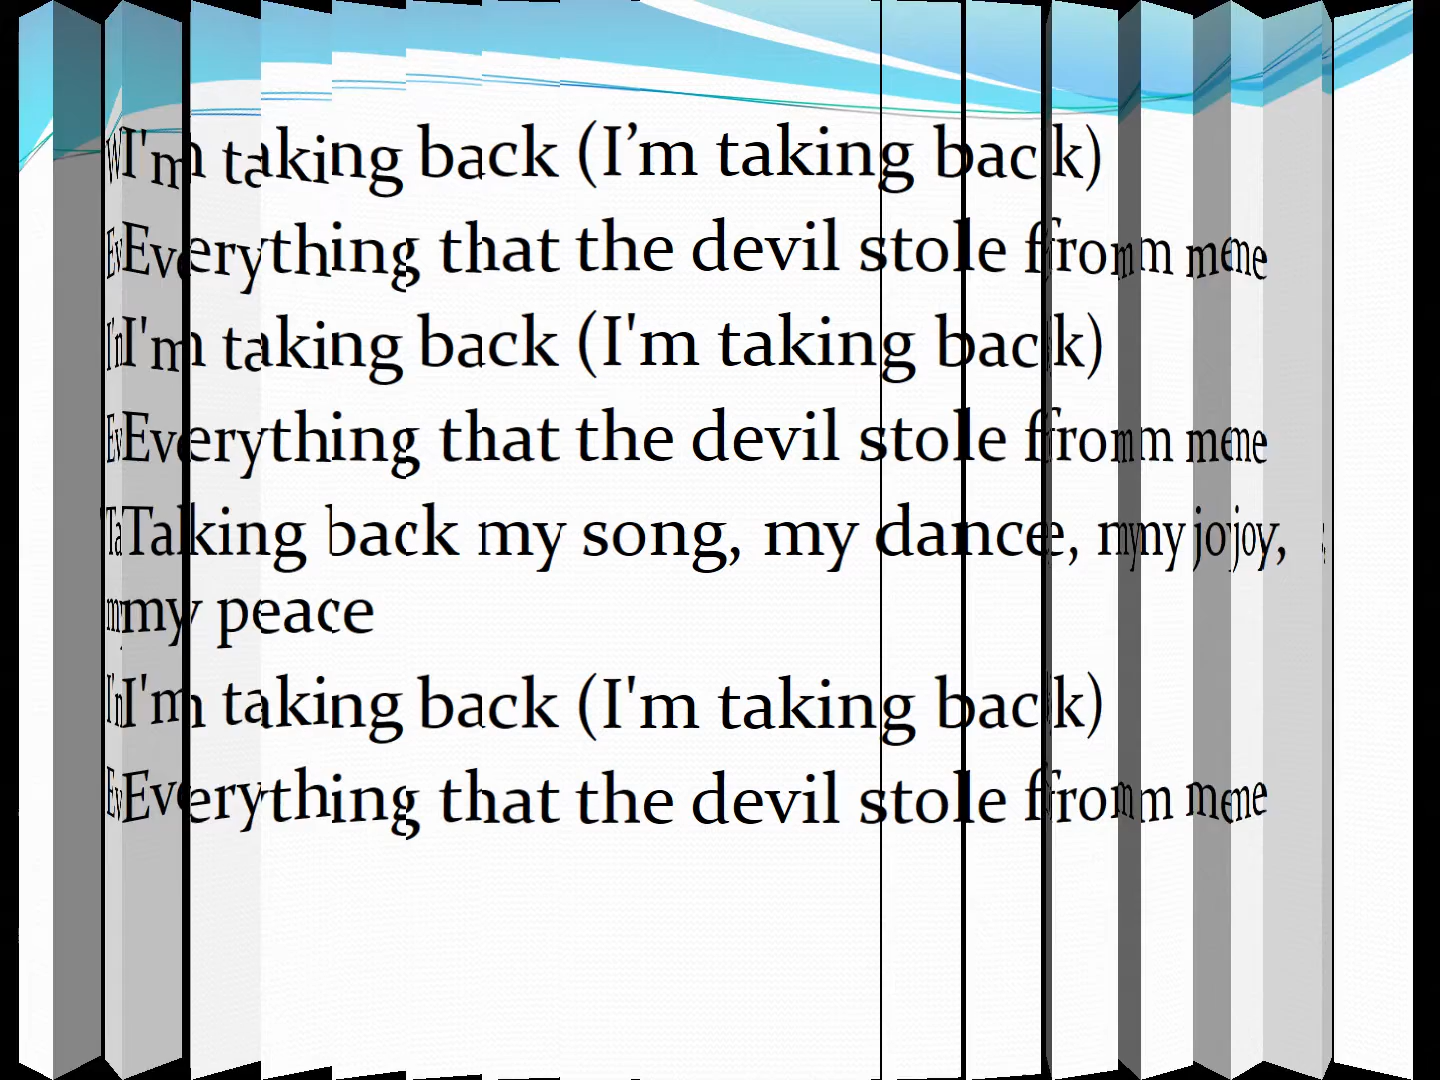 I'm taking back (I’m taking back)
Everything that the devil stole from me
I'm taking back (I'm taking back)
Everything that the devil stole from me
Taking back my song, my dance, my joy,
my peace
I'm taking back (I'm taking back)
Everything that the devil stole from me